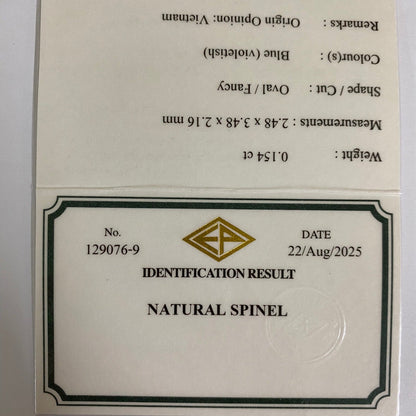 Weight : 0.154 ct
Measurements : 2.48 x 3.48 x 2.16 mm
Shape / Cut : Oval / Fancy
Colour(s) : Blue (violetish)
Remarks : Origin Opinion: Vietnam
No. EP DATE
129076-9 22/Aug/2025
IDENTIFICATION RESULT
NATURAL SPINEL